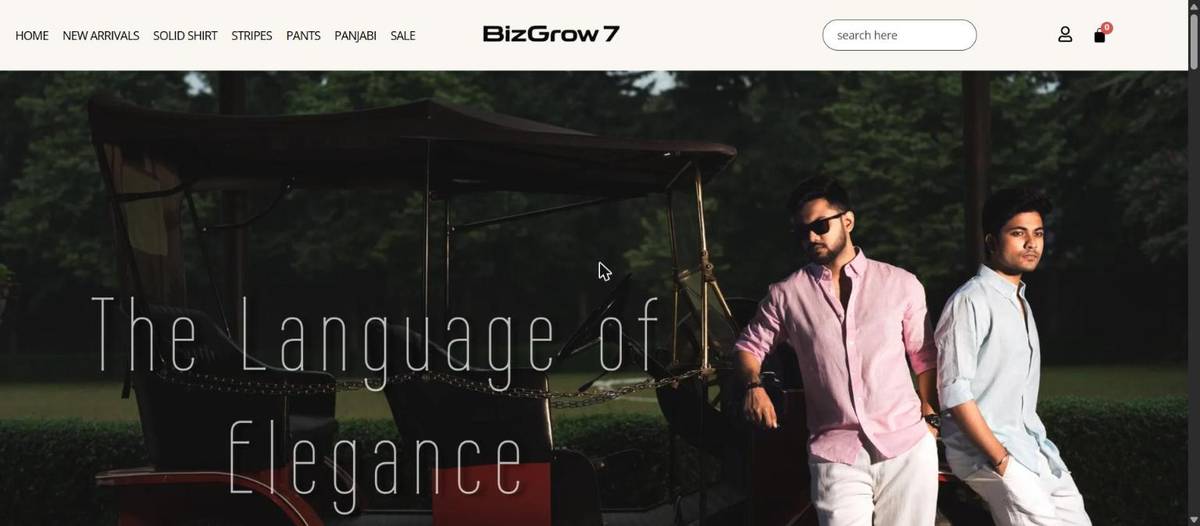 HOME NEW ARRIVALS SOLID SHIRT STRIPES PANTS PANJABI SALE BizGrow 7 search here 0
The Language of
Elegance